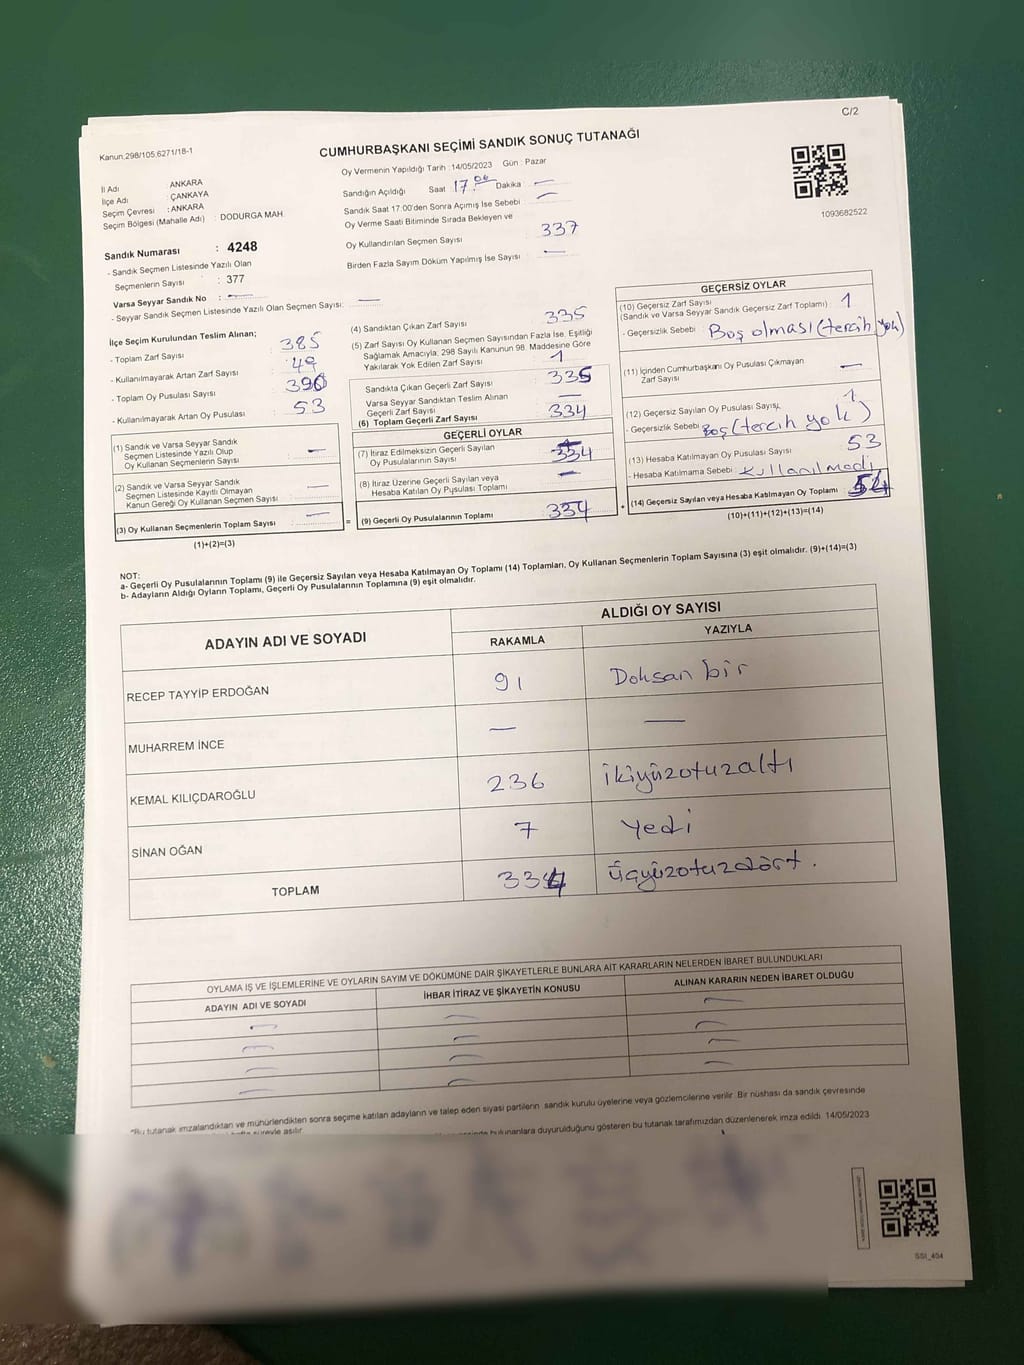 C/2
Kanun.298/105.6271/18-1
CUMHURBAŞKANI SEÇİMİ SANDIK SONUÇ TUTANAĞI
İl Adı : ANKARA
İlçe Adı : ÇANKAYA
Seçim Çevresi : ANKARA
Seçim Bölgesi (Mahalle Adı) : DODURGA MAH.
Oy Vermenin Yapıldığı Tarih : 14/05/2023 Gün : Pazar
Sandığın Açıldığı Saat 17.06 Dakika —
Sandık Saat 17:00'den Sonra Açımış İse Sebebi —
Oy Verme Saati Bitiminde Sırada Bekleyen ve
Oy Kullandırılan Seçmen Sayısı 337
Birden Fazla Sayım Döküm Yapılmış İse Sayısı : —
1093682522
Sandık Numarası : 4248
- Sandık Seçmen Listesinde Yazılı Olan
Seçmenlerin Sayısı : 377
Varsa Seyyar Sandık No : —
- Seyyar Sandık Seçmen Listesinde Yazılı Olan Seçmen Sayısı: —
İlçe Seçim Kurulundan Teslim Alınan;
- Toplam Zarf Sayısı : 385
- Kullanılmayarak Artan Zarf Sayısı : 49
- Toplam Oy Pusulası Sayısı : 390
- Kullanılmayarak Artan Oy Pusulası : 53
(1) Sandık ve Varsa Seyyar Sandık
Seçmen Listesinde Yazılı Olup
Oy Kullanan Seçmenlerin Sayısı : —
(2) Sandık ve Varsa Seyyar Sandık
Seçmen Listesinde Kayıtlı Olmayan
Kanun Gereği Oy Kullanan Seçmen Sayısı : —
(3) Oy Kullanan Seçmenlerin Toplam Sayısı : —
(1)+(2)=(3)
(4) Sandıktan Çıkan Zarf Sayısı : 335
(5) Zarf Sayısı Oy Kullanan Seçmen Sayısından Fazla İse, Eşitliği
Sağlamak Amacıyla, 298 Sayılı Kanunun 98. Maddesine Göre
Yakılarak Yok Edilen Zarf Sayısı : 1
Sandıkta Çıkan Geçerli Zarf Sayısı : 335
Varsa Seyyar Sandıktan Teslim Alınan
Geçerli Zarf Sayısı : —
(6) Toplam Geçerli Zarf Sayısı : 334
GEÇERLİ OYLAR
(7) İtiraz Edilmeksizin Geçerli Sayılan
Oy Pusulalarının Sayısı : 334
(8) İtiraz Üzerine Geçerli Sayılan veya
Hesaba Katılan Oy Pusulası Toplamı : —
= (9) Geçerli Oy Pusulalarının Toplamı : 334
GEÇERSİZ OYLAR
(10) Geçersiz Zarf Sayısı
(Sandık ve Varsa Seyyar Sandık Geçersiz Zarf Toplamı) : 1
- Geçersizlik Sebebi : Boş olması (tercih yok)
(11) İçinden Cumhurbaşkanı Oy Pusulası Çıkmayan
Zarf Sayısı : —
(12) Geçersiz Sayılan Oy Pusulası Sayısı : 1
- Geçersizlik Sebebi Boş (tercih yok)
(13) Hesaba Katılmayan Oy Pusulası Sayısı : 53
- Hesaba Katılmama Sebebi Kullanılmadı
+ (14) Geçersiz Sayılan veya Hesaba Katılmayan Oy Toplamı : 54
(10)+(11)+(12)+(13)=(14)
NOT:
a- Geçerli Oy Pusulalarının Toplamı (9) ile Geçersiz Sayılan veya Hesaba Katılmayan Oy Toplamı (14) Toplamları, Oy Kullanan Seçmenlerin Toplam Sayısına (3) eşit olmalıdır. (9)+(14)=(3)
b- Adayların Aldığı Oyların Toplamı, Geçerli Oy Pusulalarının Toplamına (9) eşit olmalıdır.
ADAYIN ADI VE SOYADI
ALDIĞI OY SAYISI
RAKAMLA YAZIYLA
RECEP TAYYİP ERDOĞAN 91 Doksan bir
MUHARREM İNCE — —
KEMAL KILIÇDAROĞLU 236 ikiyüzotuzaltı
SİNAN OĞAN 7 Yedi
TOPLAM 334 Üçyüzotuzdört.
OYLAMA İŞ VE İŞLEMLERİNE VE OYLARIN SAYIM VE DÖKÜMÜNE DAİR ŞİKAYETLERLE BUNLARA AİT KARARLARIN NELERDEN İBARET BULUNDUKLARI
ADAYIN ADI VE SOYADI İHBAR İTİRAZ VE ŞİKAYETİN KONUSU ALINAN KARARIN NEDEN İBARET OLDUĞU
— — —
— — —
— — —
— — —
"Bu tutanak imzalandıktan ve mühürlendikten sonra seçime katılan adayların ve talep eden siyasi partilerin sandık kurulu üyelerine veya gözlemcilerine verilir. Bir nüshası da sandık çevresinde
süreyle asılır. bulunanlara duyurulduğunu gösteren bu tutanak tarafımızdan düzenlenerek imza edildi. 14/05/2023
SSI_404